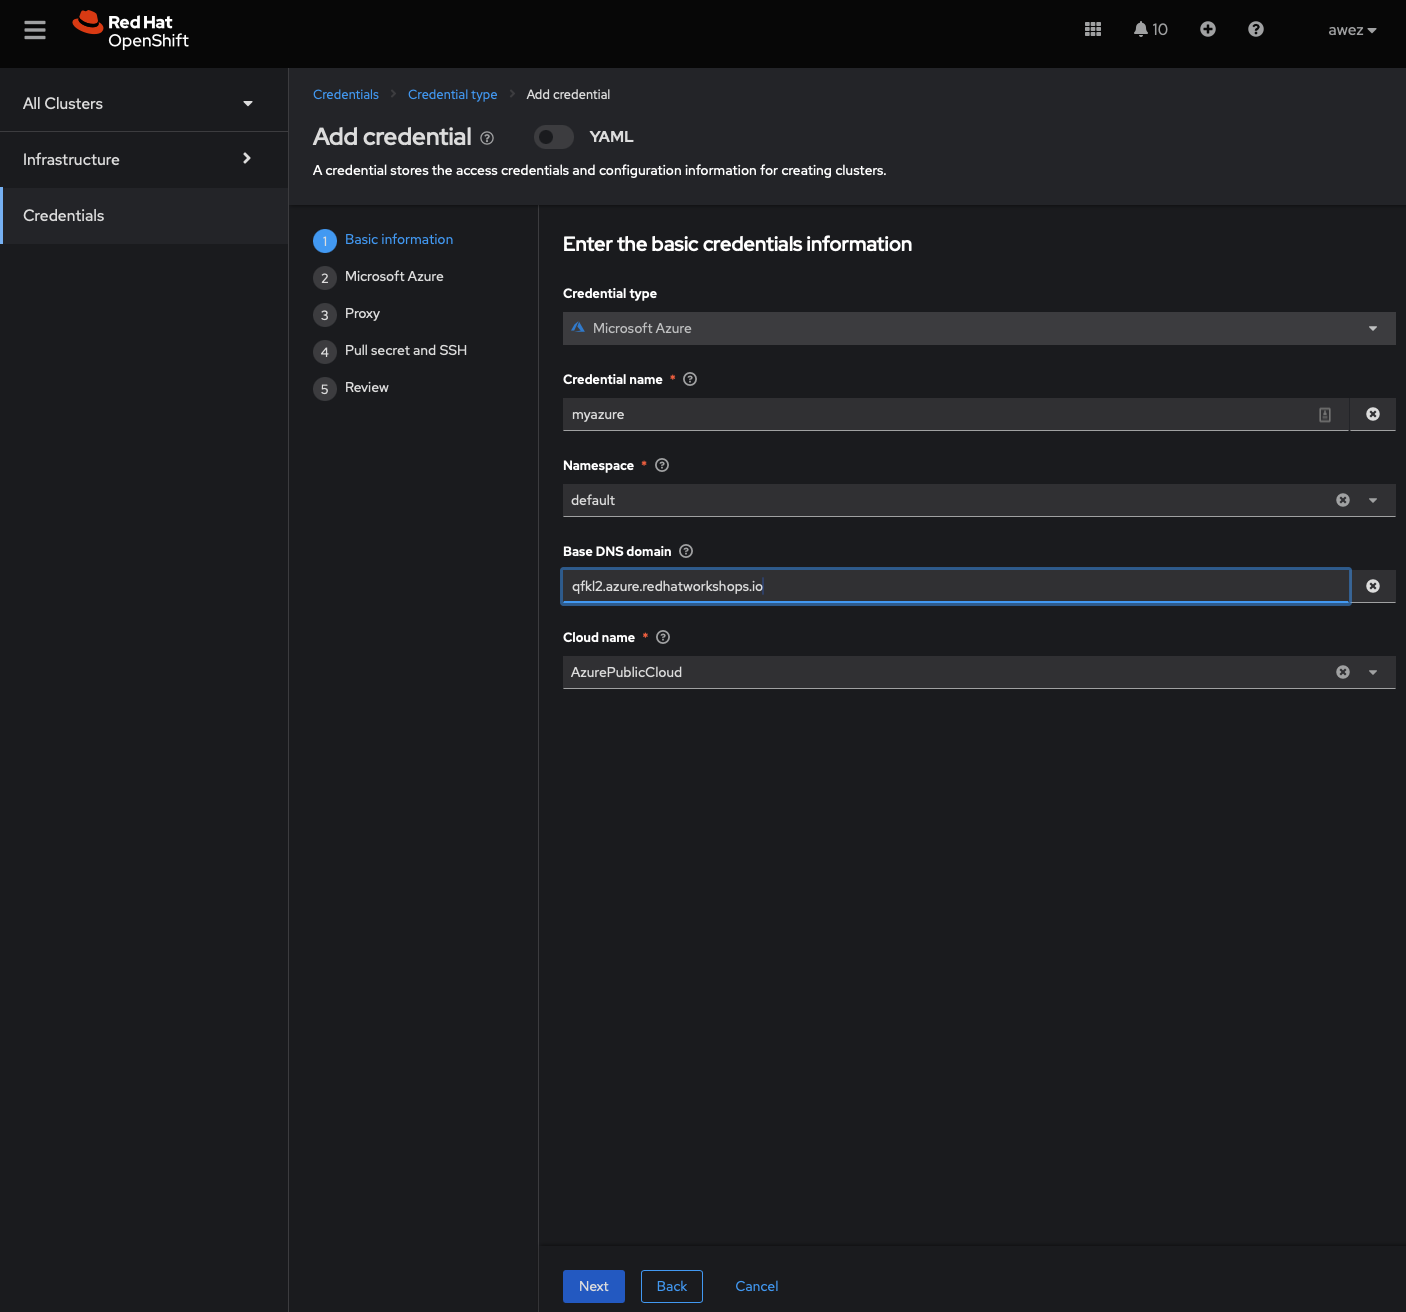 Red Hat
OpenShift
10
awez
All Clusters
Infrastructure
Credentials
Credentials
Credential type
Add credential
Add credential
YAML
A credential stores the access credentials and configuration information for creating clusters.
1 Basic information
2 Microsoft Azure
3 Proxy
4 Pull secret and SSH
5 Review
Enter the basic credentials information
Credential type
Microsoft Azure
Credential name *
myazure
Namespace *
default
Base DNS domain
qfkl2.azure.redhatworkshops.io
Cloud name *
AzurePublicCloud
Next
Back
Cancel